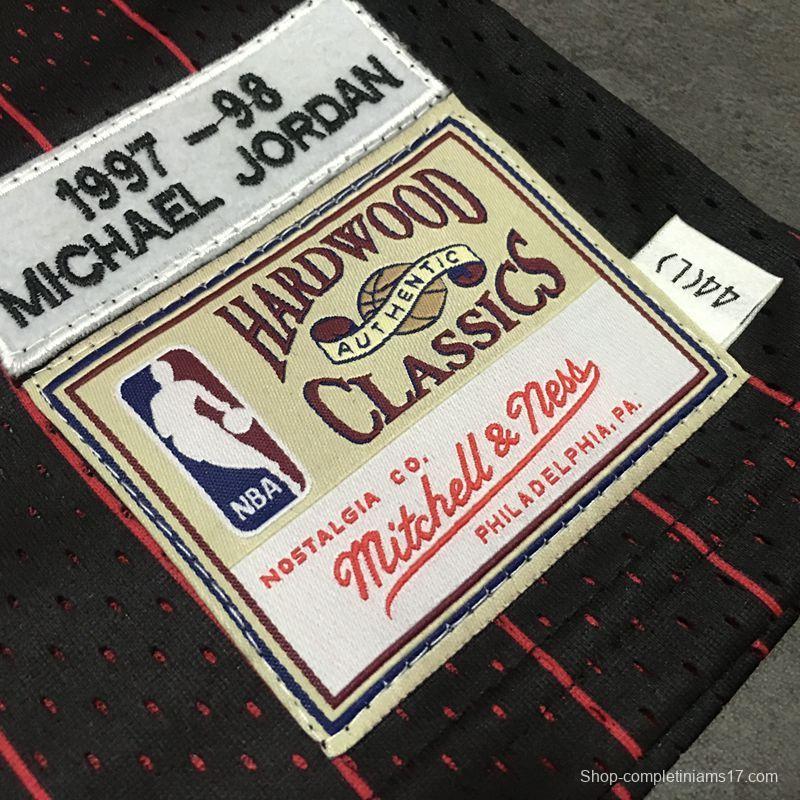 1997 -98
MICHAEL JORDAN
44(L)
HARDWOOD
AUTHENTIC
CLASSICS
NBA
NOSTALGIA CO.
Mitchell & Ness
PHILADELPHIA, PA.
Shop-completiniams17.com